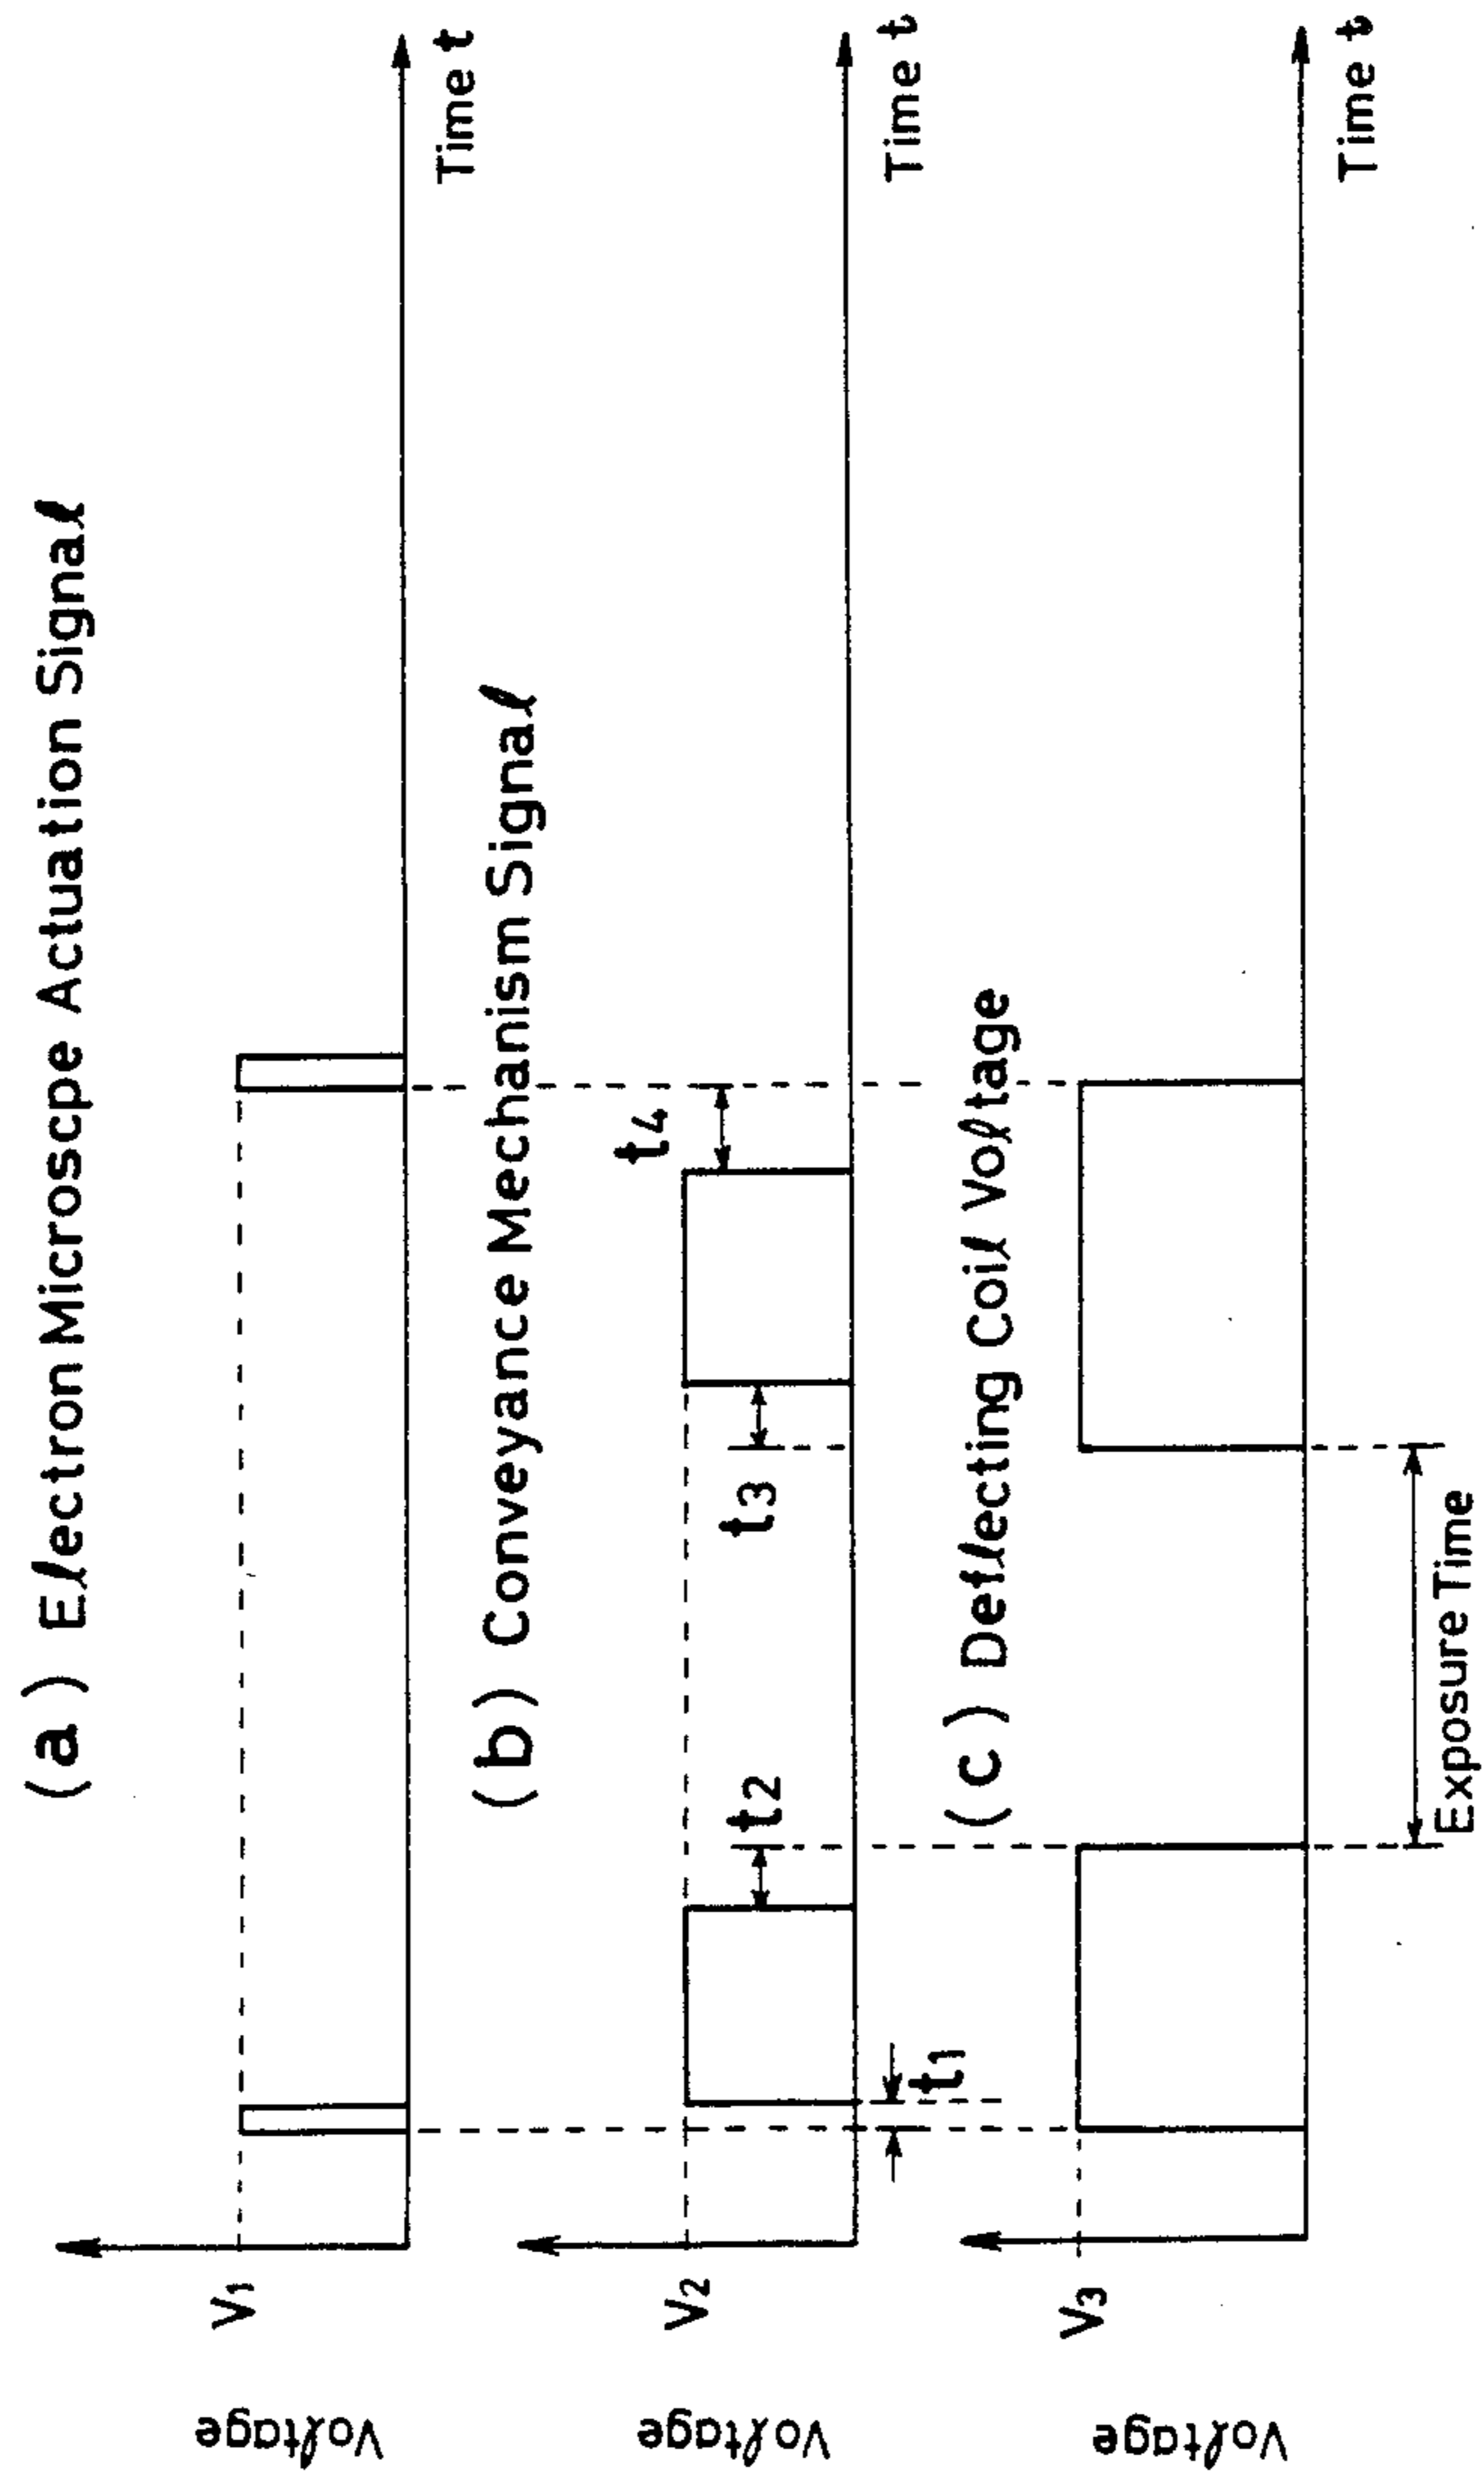 (a) Electron Microscpe Actuation Signal
V1
Voltage
Time t
(b) Conveyance Mechanism Signal
V2
Voltage
t1
t2
t3
t4
Time t
(c) Deflecting Coil Voltage
V3
Voltage
Exposure Time
Time t